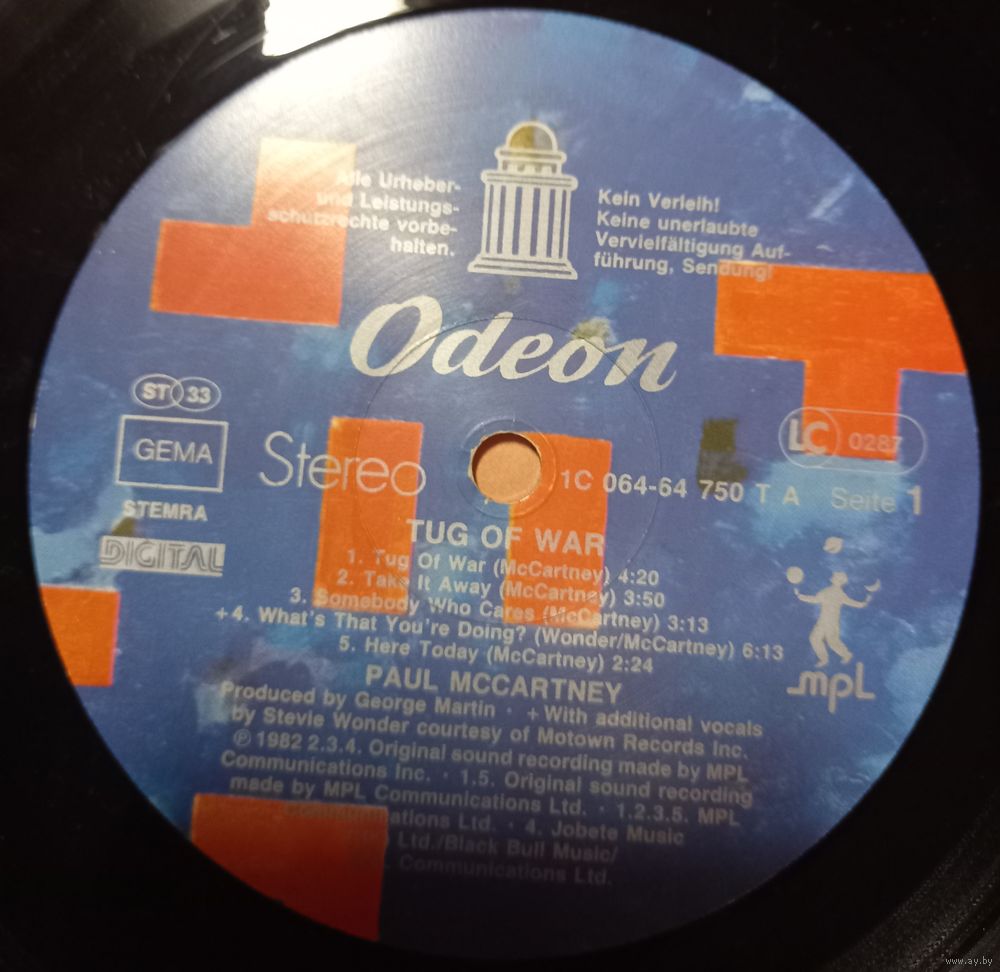 Alle Urheber-
und Leistungs-
schutzrechte vorbe-
halten.
Kein Verleih!
Keine unerlaubte
Vervielfältigung Auf-
führung, Sendung!
Odeon
ST 33
GEMA
STEMRA
DIGITAL
Stereo
LC 0287
1C 064-64 750 T A Seite 1
TUG OF WAR
1. Tug Of War (McCartney) 4:20
2. Take It Away (McCartney) 3:50
3. Somebody Who Cares (McCartney) 3:13
+4. What's That You're Doing? (Wonder/McCartney) 6:13
5. Here Today (McCartney) 2:24
mpL
PAUL MCCARTNEY
Produced by George Martin · +With additional vocals
by Stevie Wonder courtesy of Motown Records Inc.
℗ 1982 2.3.4. Original sound recording made by MPL
Communications Inc. · 1.5. Original sound recording
made by MPL Communications Ltd. · 1.2.3.5. MPL
Communications Ltd. · 4. Jobete Music
Ltd./Black Bull Music/
Communications Ltd.
www.ay.by